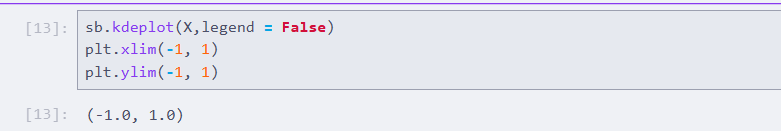 [13]: sb.kdeplot(X,legend = False)
plt.xlim(-1, 1)
plt.ylim(-1, 1)
[13]: (-1.0, 1.0)